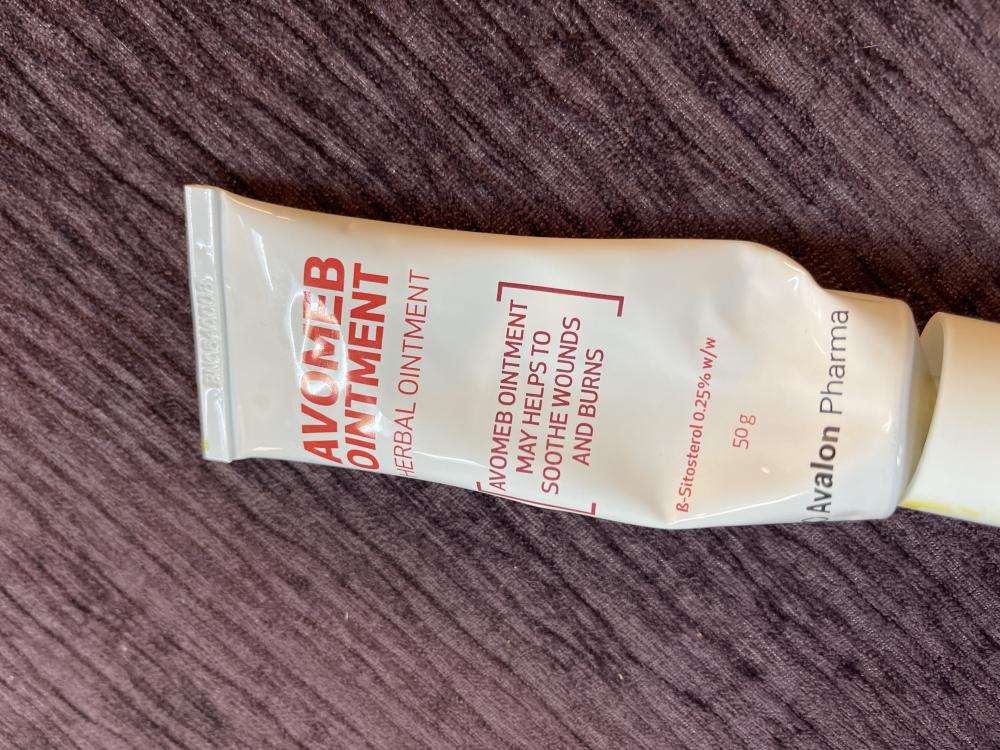 AVOMEB
OINTMENT
HERBAL OINTMENT
AVOMEB OINTMENT
MAY HELPS TO
SOOTHE WOUNDS
AND BURNS
ß-Sitosterol 0.25% w/w
50 g
Avalon Pharma